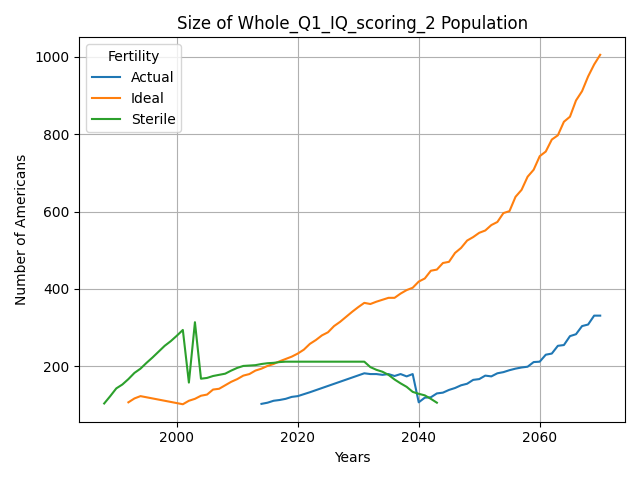 Size of Whole_Q1_IQ_scoring_2 Population
Fertility
Actual
Ideal
Sterile
Number of Americans
1000
800
600
400
200
2000
2020
2040
2060
Years